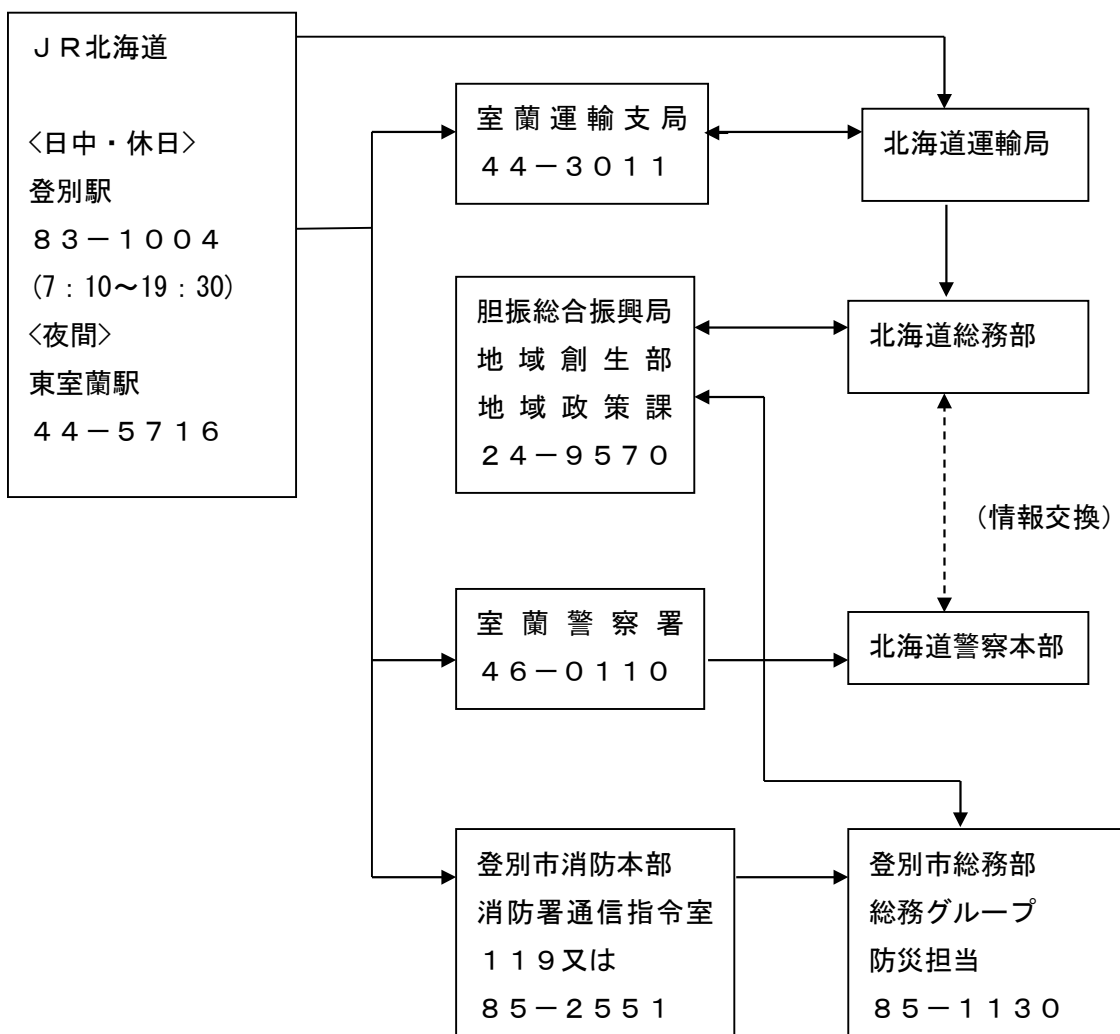 ＪＲ北海道
〈日中・休日〉
登別駅
８３－１００４
(7：10～19：30)
〈夜間〉
東室蘭駅
４４－５７１６
室蘭運輸支局
４４－３０１１
北海道運輸局
胆振総合振興局
地域創生部
地域政策課
２４－９５７０
北海道総務部
（情報交換）
室蘭警察署
４６－０１１０
北海道警察本部
登別市消防本部
消防署通信指令室
１１９又は
８５－２５５１
登別市総務部
総務グループ
防災担当
８５－１１３０